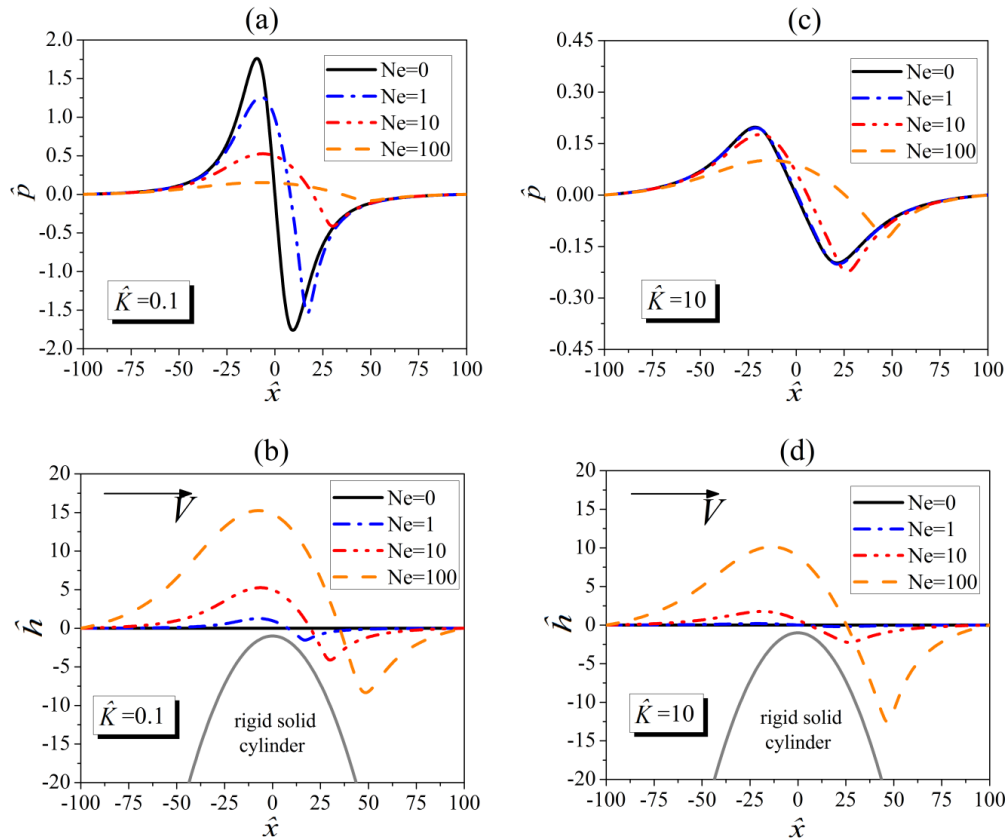 (a)
2.0
1.5
1.0
0.5
0.0
-0.5
-1.0
-1.5
-2.0
p̂
Ne=0
Ne=1
Ne=10
Ne=100
K̂ =0.1
-100 -75 -50 -25 0 25 50 75 100
x̂
(c)
0.45
0.30
0.15
0.00
-0.15
-0.30
-0.45
p̂
Ne=0
Ne=1
Ne=10
Ne=100
K̂ =10
-100 -75 -50 -25 0 25 50 75 100
x̂
(b)
20
15
10
5
0
-5
-10
-15
-20
ĥ
V
Ne=0
Ne=1
Ne=10
Ne=100
K̂ =0.1
rigid solid
cylinder
-100 -75 -50 -25 0 25 50 75 100
x̂
(d)
20
15
10
5
0
-5
-10
-15
-20
ĥ
V
Ne=0
Ne=1
Ne=10
Ne=100
K̂ =10
rigid solid
cylinder
-100 -75 -50 -25 0 25 50 75 100
x̂